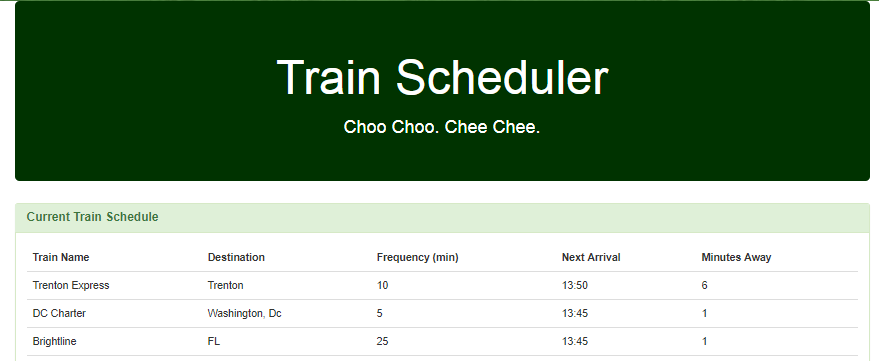 Train Scheduler
Choo Choo. Chee Chee.
Current Train Schedule
Train Name Destination Frequency (min) Next Arrival Minutes Away
Trenton Express Trenton 10 13:50 6
DC Charter Washington, Dc 5 13:45 1
Brightline FL 25 13:45 1